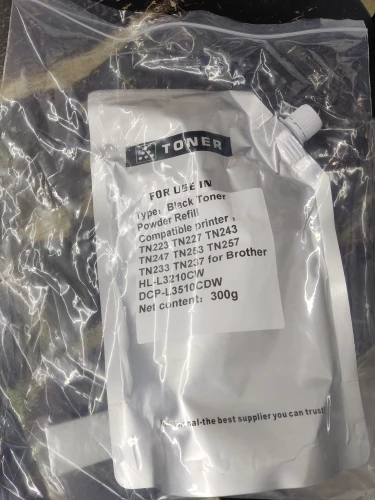 TONER
FOR USE IN
Type: Black Toner
Powder Refill
Compatible printer :
TN223 TN227 TN243
TN247 TN253 TN257
TN233 TN237 for Brother
HL-L3210CW
DCP-L3510CDW
Net content: 300g
-the best supplier you can trust!